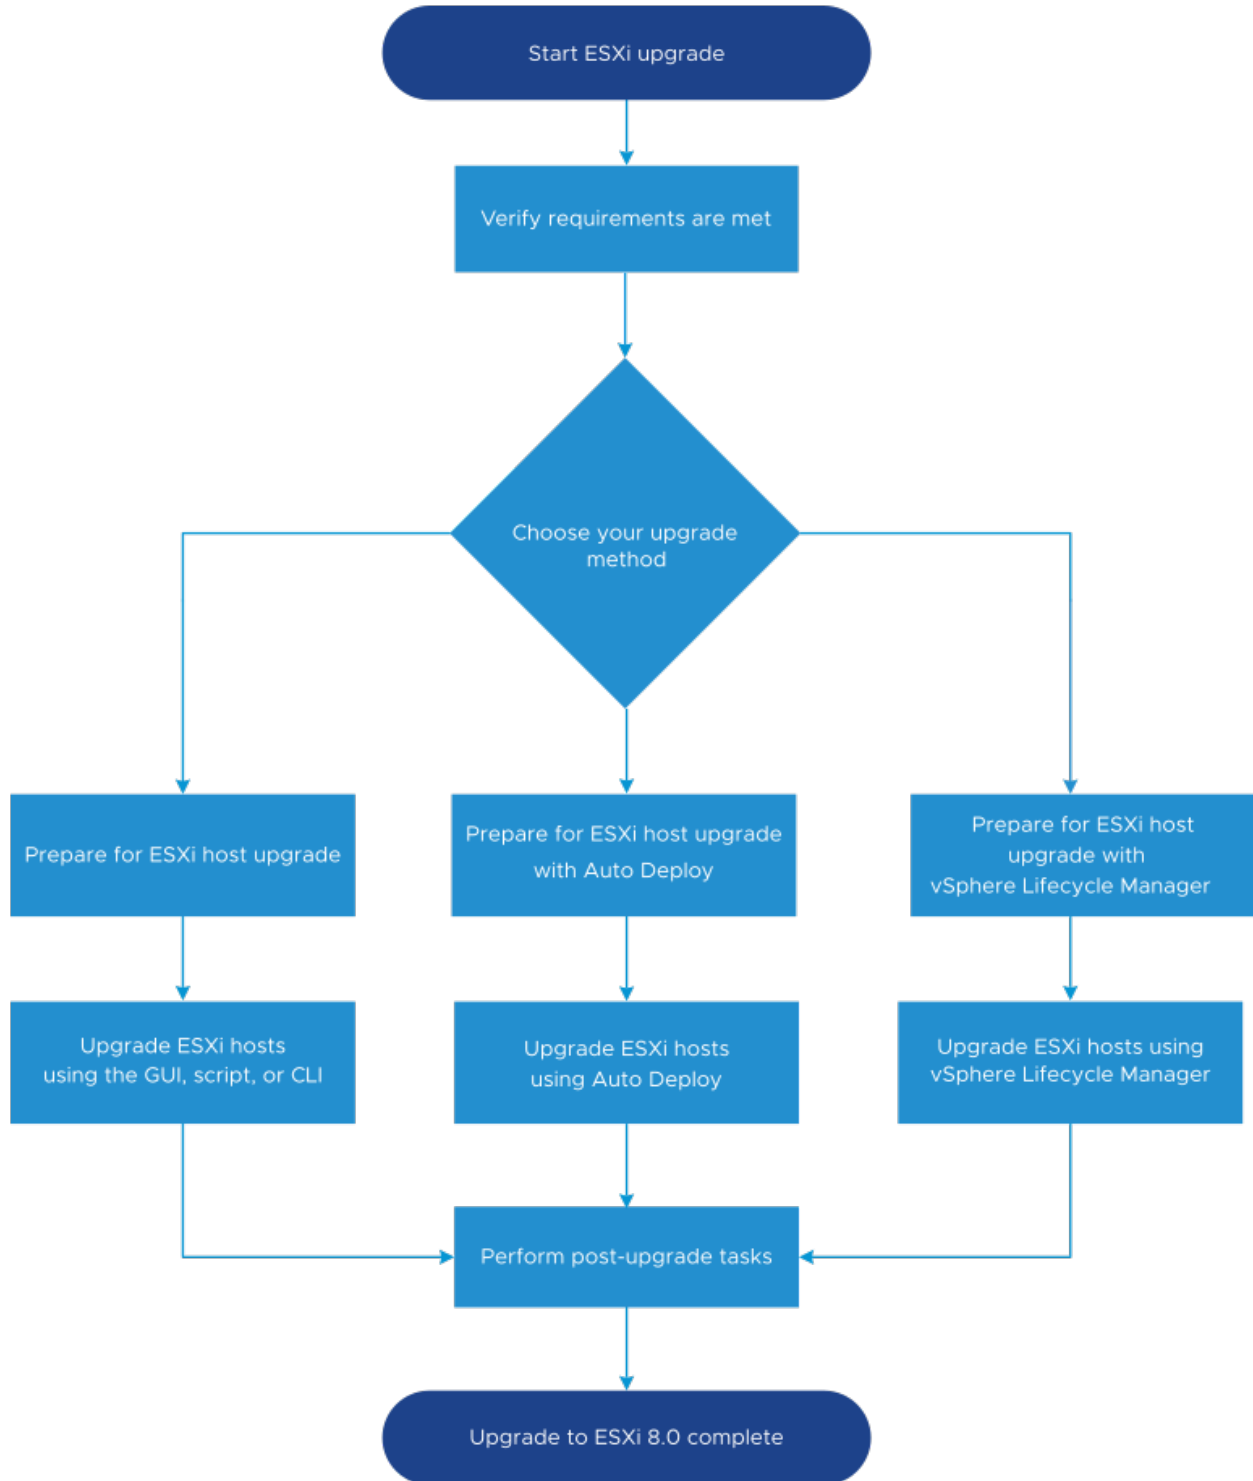 Start ESXi upgrade
Verify requirements are met
Choose your upgrade
method
Prepare for ESXi host upgrade
Prepare for ESXi host upgrade
with Auto Deploy
Prepare for ESXi host
upgrade with
vSphere Lifecycle Manager
Upgrade ESXi hosts
using the GUI, script, or CLI
Upgrade ESXi hosts
using Auto Deploy
Upgrade ESXi hosts using
vSphere Lifecycle Manager
Perform post-upgrade tasks
Upgrade to ESXi 8.0 complete